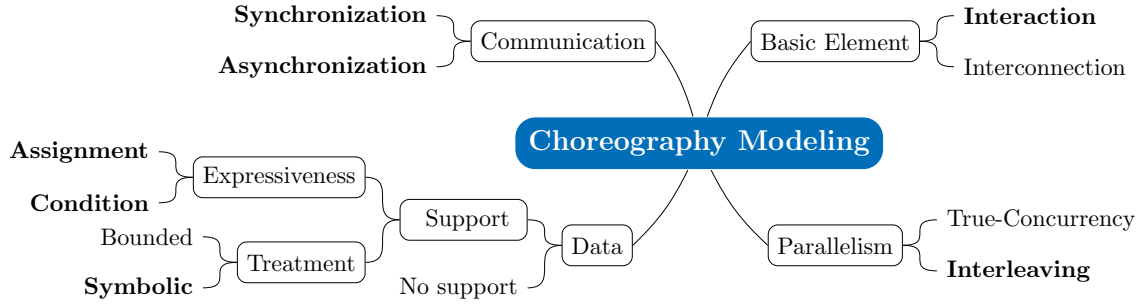 Synchronization
Asynchronization
Communication
Basic Element
Interaction
Interconnection
Choreography Modeling
Assignment
Condition
Expressiveness
Bounded
Symbolic
Treatment
Support
No support
Data
Parallelism
True-Concurrency
Interleaving